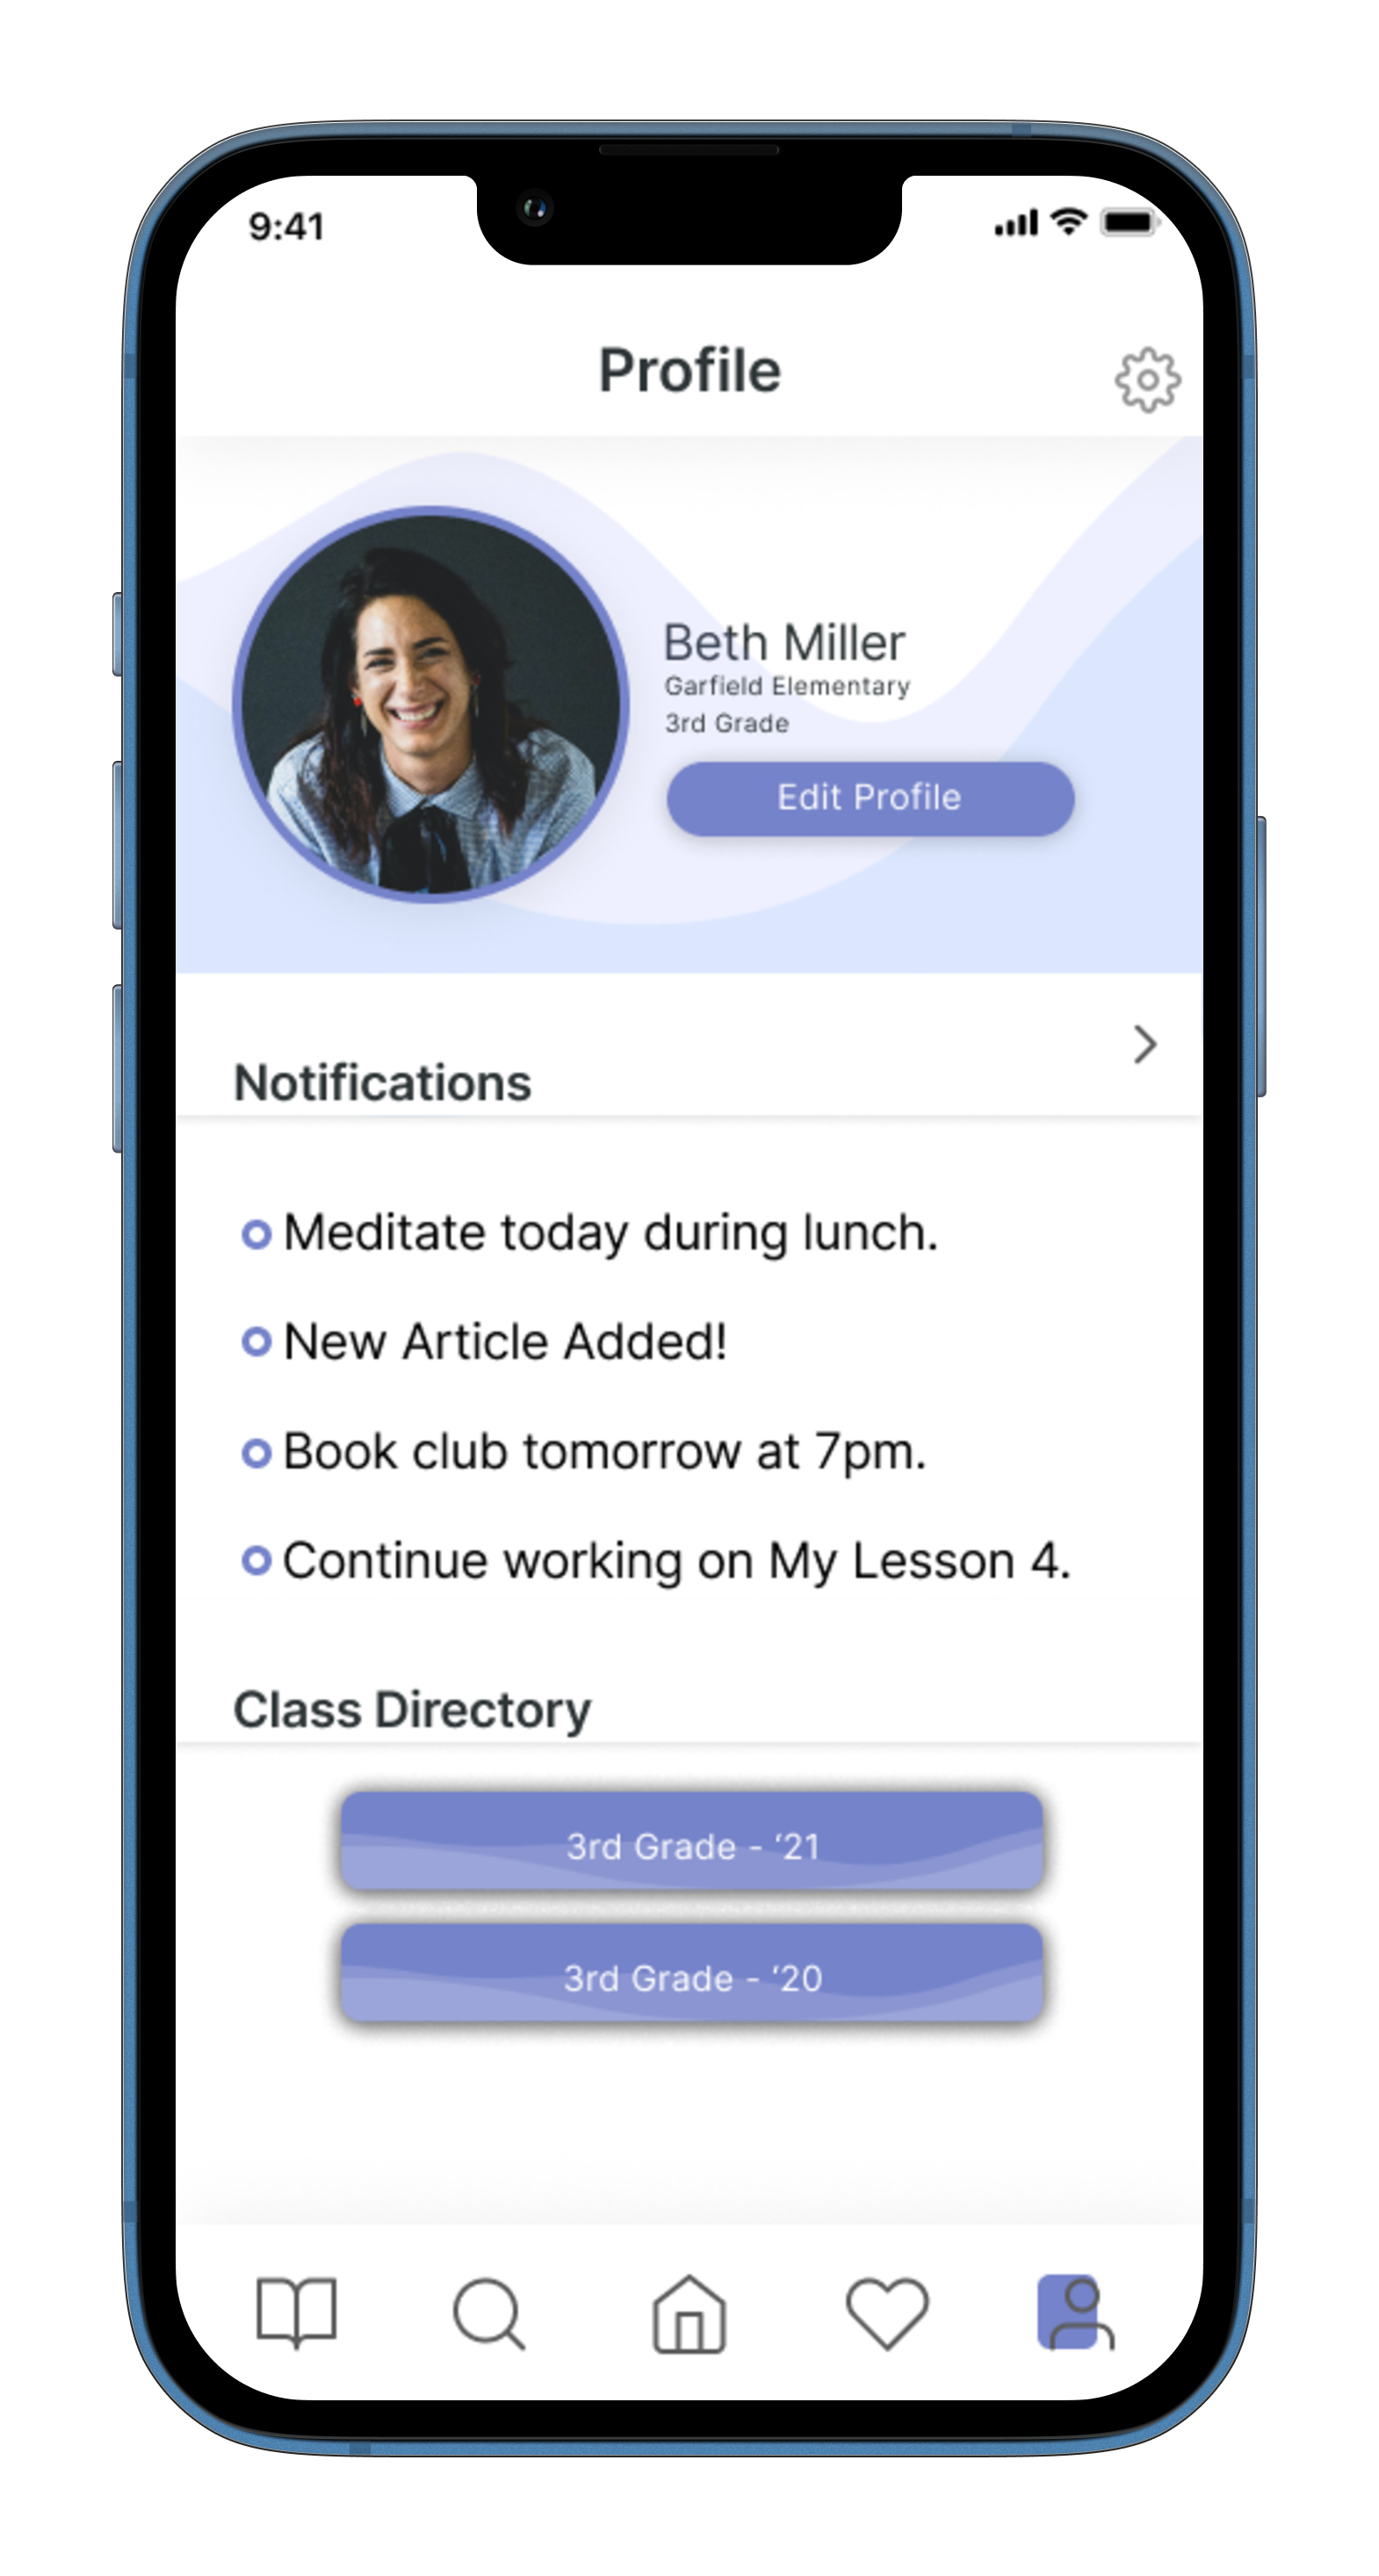 9:41
Profile
Beth Miller
Garfield Elementary
3rd Grade
Edit Profile
Notifications
Meditate today during lunch.
New Article Added!
Book club tomorrow at 7pm.
Continue working on My Lesson 4.
Class Directory
3rd Grade - ‘21
3rd Grade - ‘20